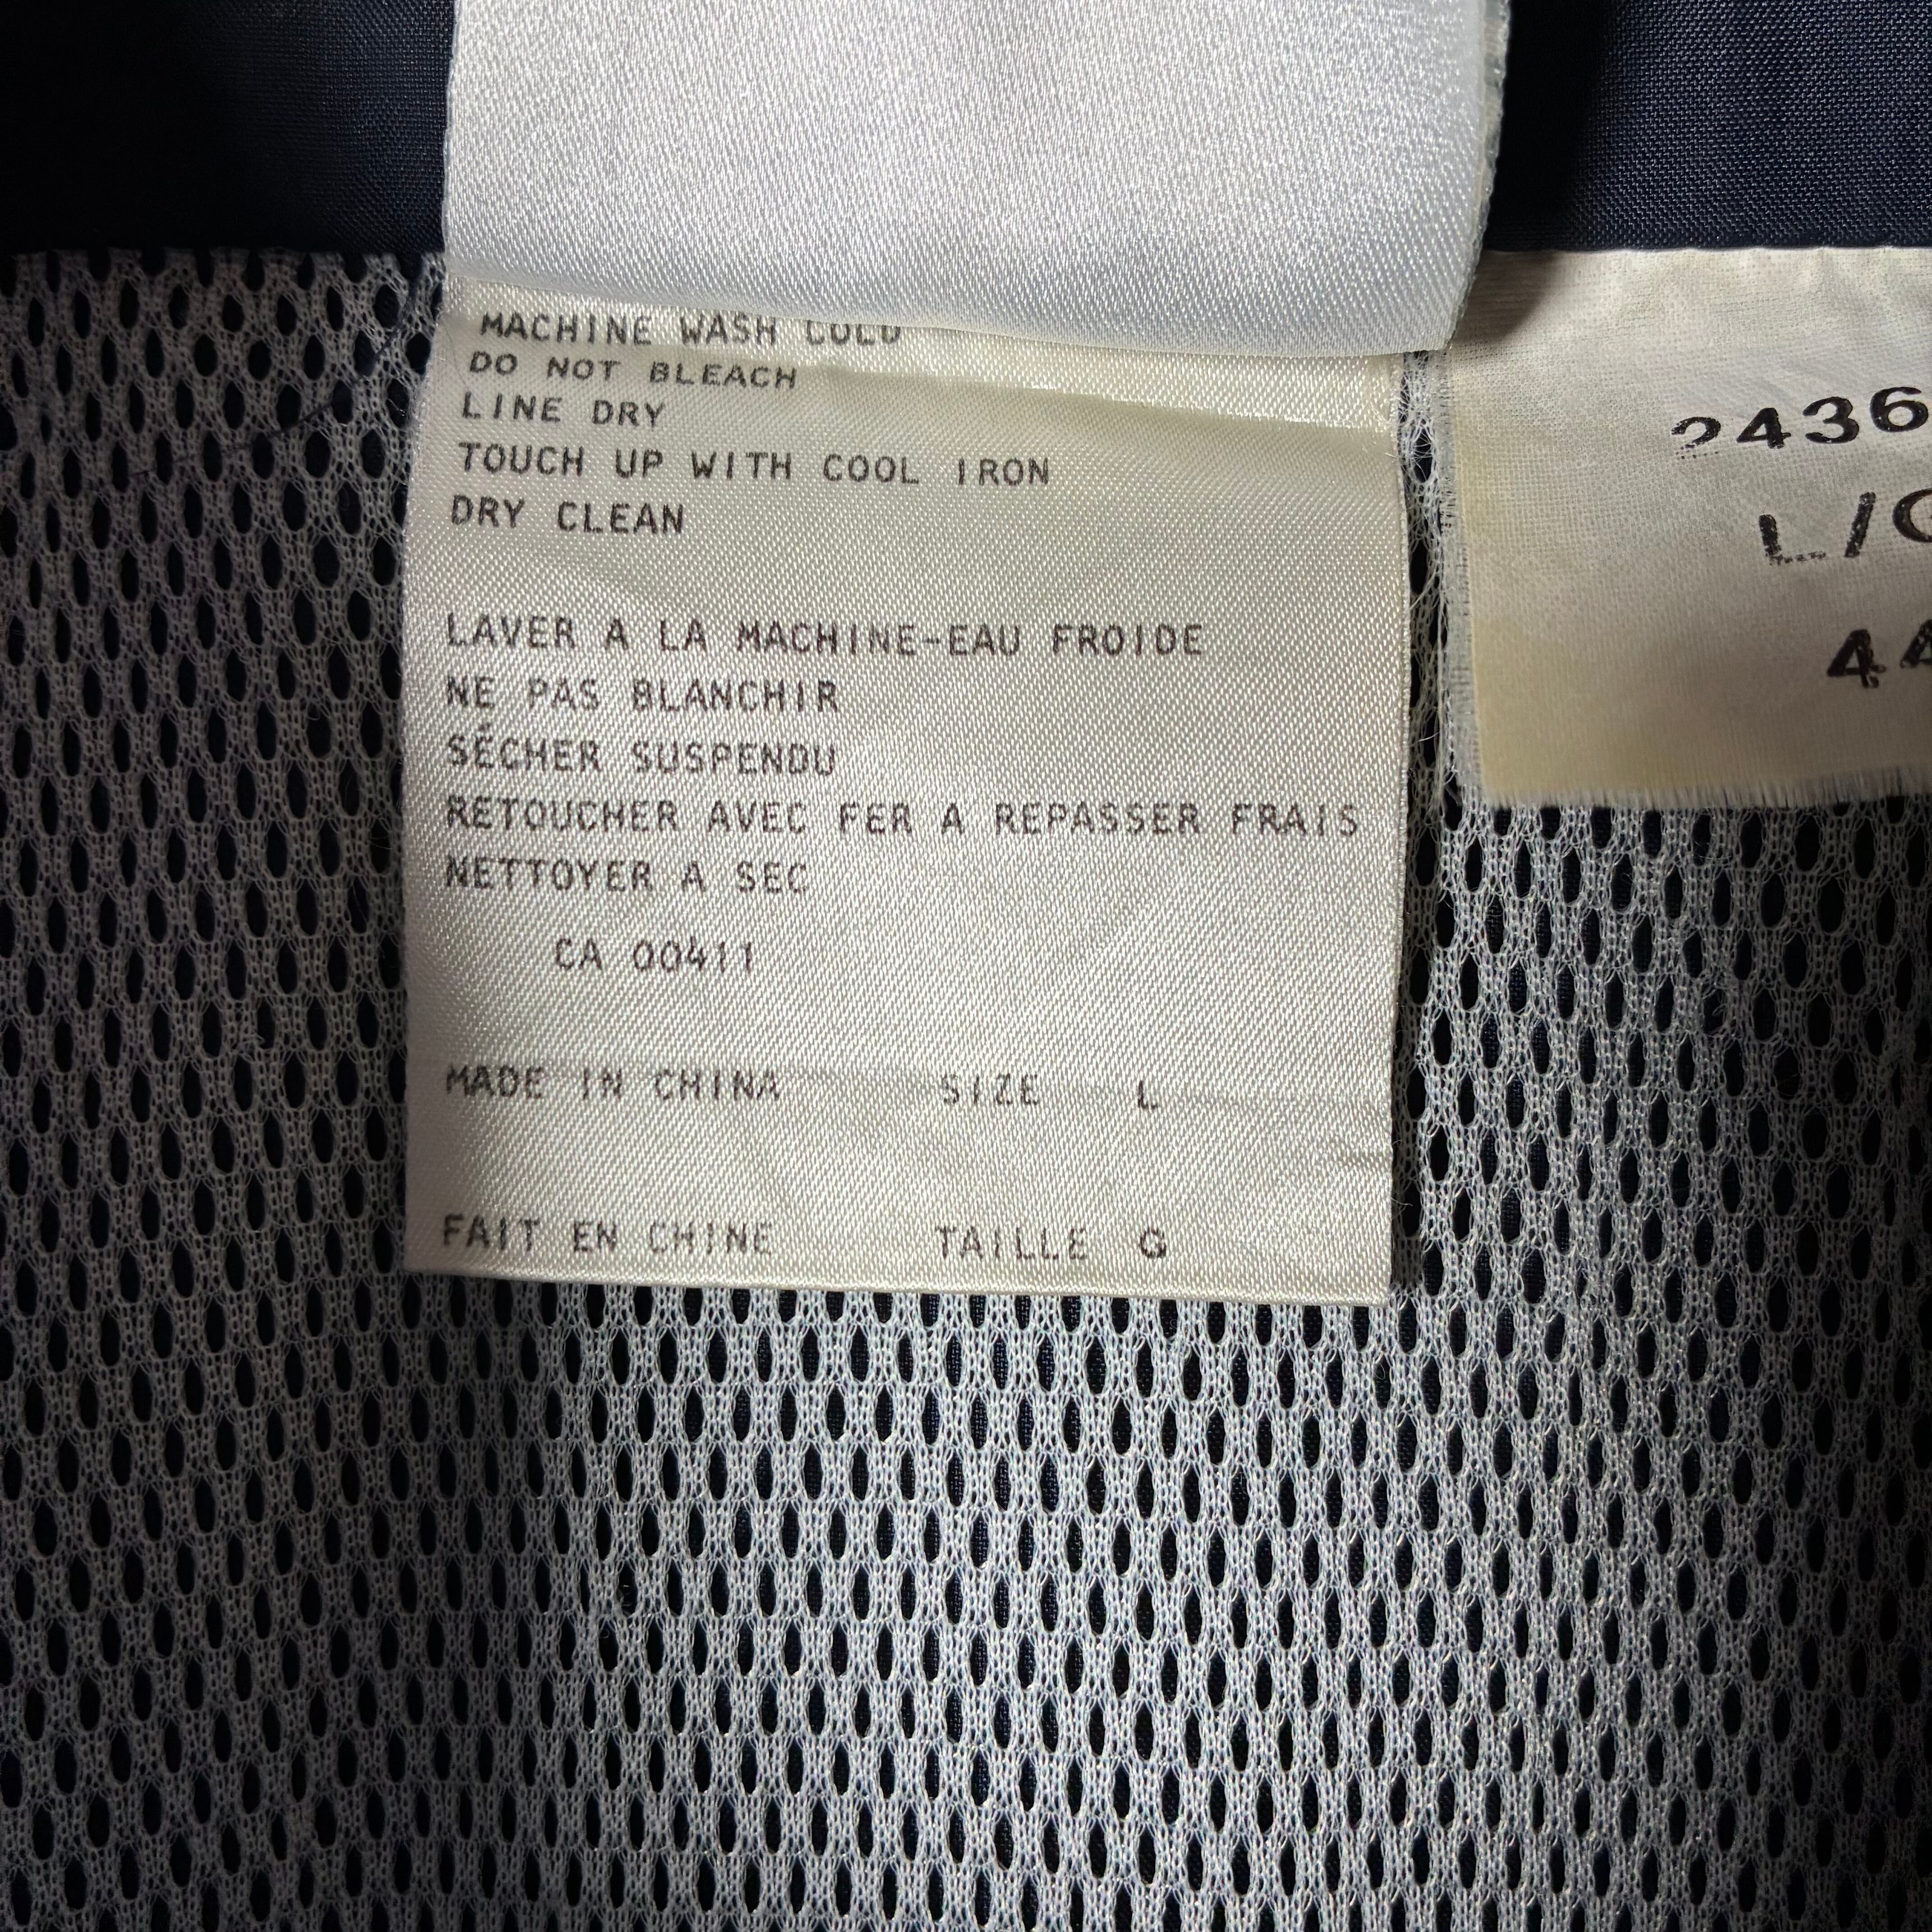 MACHINE WASH COLD
DO NOT BLEACH
LINE DRY
TOUCH UP WITH COOL IRON
DRY CLEAN
LAVER A LA MACHINE-EAU FROIDE
NE PAS BLANCHIR
SÉCHER SUSPENDU
RETOUCHER AVEC FER A REPASSER FRAIS
NETTOYER A SEC
CA 00411
MADE IN CHINA SIZE L
FAIT EN CHINE TAILLE G
2436
L/G
44